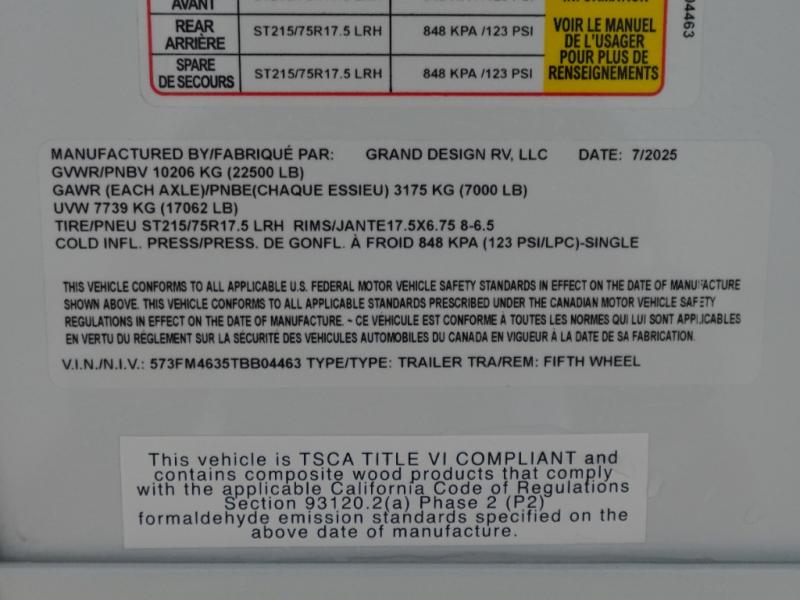 AVANT
REAR ARRIÈRE ST215/75R17.5 LRH 848 KPA /123 PSI
SPARE DE SECOURS ST215/75R17.5 LRH 848 KPA /123 PSI
VOIR LE MANUEL
DE L'USAGER
POUR PLUS DE
RENSEIGNEMENTS
04463
MANUFACTURED BY/FABRIQUÉ PAR: GRAND DESIGN RV, LLC DATE: 7/2025
GVWR/PNBV 10206 KG (22500 LB)
GAWR (EACH AXLE)/PNBE(CHAQUE ESSIEU) 3175 KG (7000 LB)
UVW 7739 KG (17062 LB)
TIRE/PNEU ST215/75R17.5 LRH RIMS/JANTE17.5X6.75 8-6.5
COLD INFL. PRESS/PRESS. DE GONFL. À FROID 848 KPA (123 PSI/LPC)-SINGLE
THIS VEHICLE CONFORMS TO ALL APPLICABLE U.S. FEDERAL MOTOR VEHICLE SAFETY STANDARDS IN EFFECT ON THE DATE OF MANUFACTURE
SHOWN ABOVE. THIS VEHICLE CONFORMS TO ALL APPLICABLE STANDARDS PRESCRIBED UNDER THE CANADIAN MOTOR VEHICLE SAFETY
REGULATIONS IN EFFECT ON THE DATE OF MANUFACTURE. ~ CE VÉHICULE EST CONFORME À TOUTES LES NORMES QUI LUI SONT APPLICABLES
EN VERTU DU RÉGLEMENT SUR LA SÉCURITÉ DES VEHICULES AUTOMOBILES DU CANADA EN VIGUEUR À LA DATE DE SA FABRICATION.
V.I.N./N.I.V.: 573FM4635TBB04463 TYPE/TYPE: TRAILER TRA/REM: FIFTH WHEEL
This vehicle is TSCA TITLE VI COMPLIANT and
contains composite wood products that comply
with the applicable California Code of Regulations
Section 93120.2(a) Phase 2 (P2)
formaldehyde emission standards specified on the
above date of manufacture.